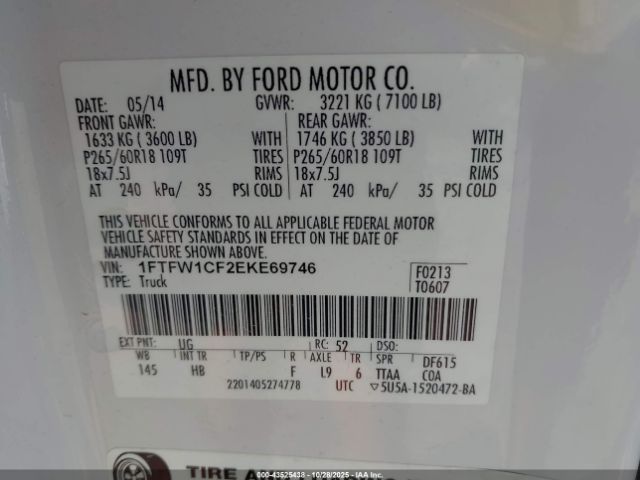 MFD. BY FORD MOTOR CO.
DATE: 05/14 GVWR: 3221 KG ( 7100 LB)
FRONT GAWR: REAR GAWR:
1633 KG ( 3600 LB) WITH 1746 KG ( 3850 LB) WITH
P265/60R18 109T TIRES P265/60R18 109T TIRES
18x7.5J RIMS 18x7.5J RIMS
AT 240 kPa/ 35 PSI COLD AT 240 kPa/ 35 PSI COLD
THIS VEHICLE CONFORMS TO ALL APPLICABLE FEDERAL MOTOR
VEHICLE SAFETY STANDARDS IN EFFECT ON THE DATE OF
MANUFACTURE SHOWN ABOVE.
VIN: 1FTFW1CF2EKE69746 F0213
TYPE: Truck T0607
EXT PNT: UG RC: 52 DSO:
WB INT TR TP/PS R AXLE TR SPR DF615
145 HB F L9 6 TTAA COA
2201405274778 UTC ▽5U5A-1520472-BA
TIRE A
000-43525438 | 10/28/2025 | IAAI.COM